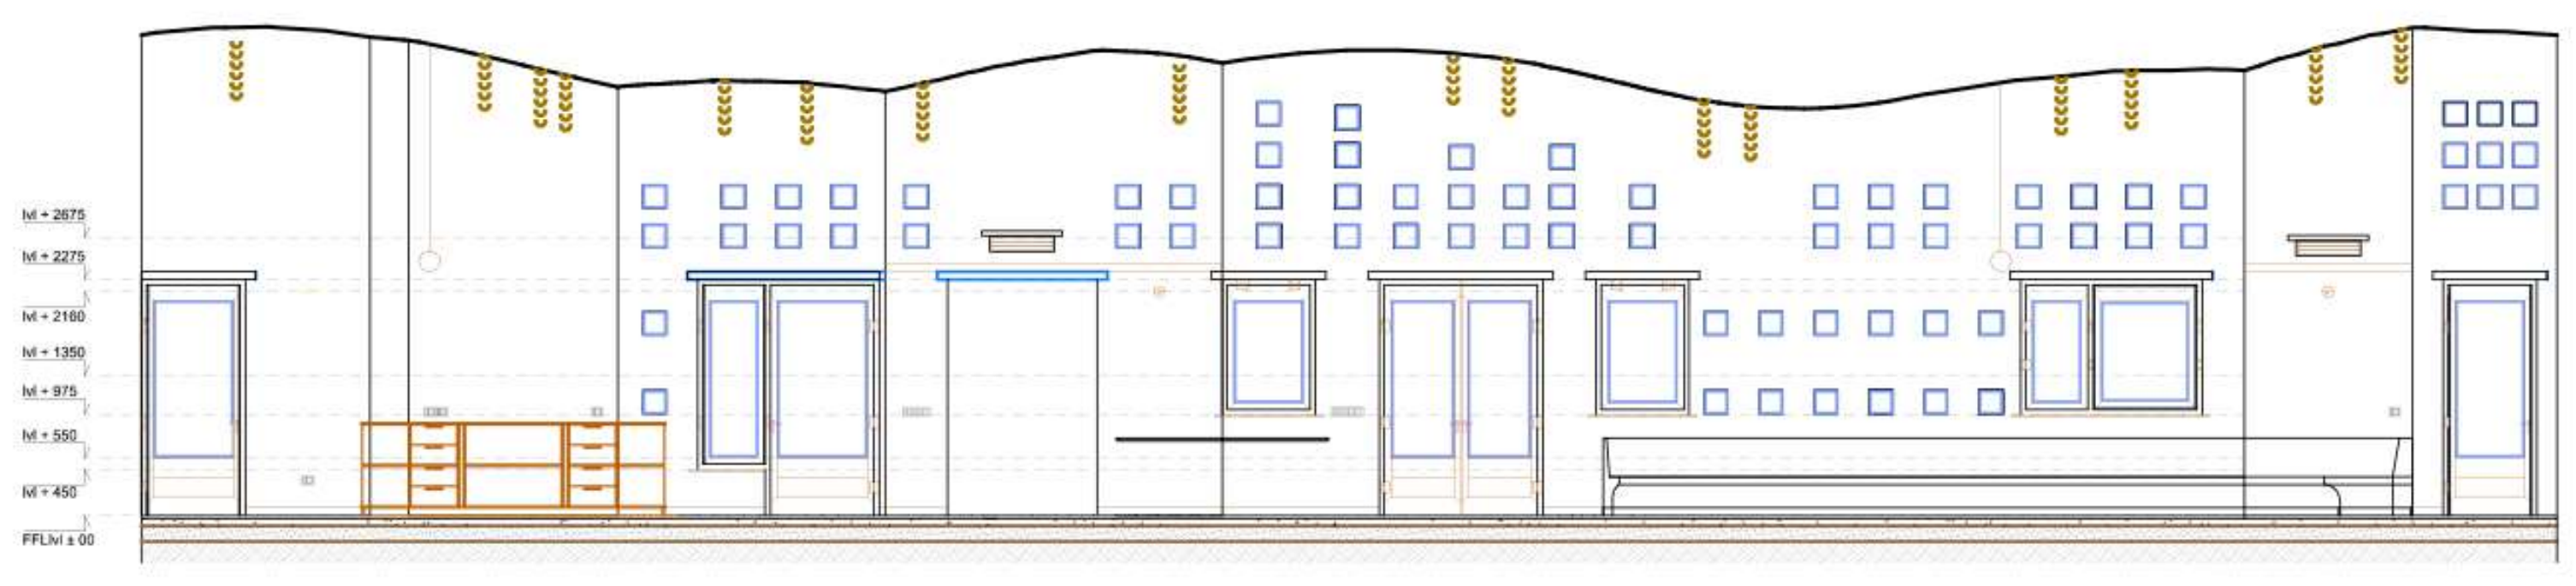 lvl + 2675
lvl + 2275
lvl + 2160
lvl + 1350
lvl + 975
lvl + 550
lvl + 450
FFLlvl ± 00